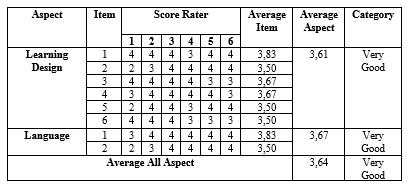 Aspect Item Score Rater Average Item Average Aspect Category
1 2 3 4 5 6
Learning Design 1 4 4 4 3 4 4 3,83 3,61 Very Good
2 2 3 4 4 4 4 3,50
3 4 4 4 4 3 3 3,67
4 3 4 4 4 4 3 3,67
5 2 4 4 3 4 4 3,50
6 4 4 4 3 3 3 3,50
Language 1 3 4 4 4 4 4 3,83 3,67 Very Good
2 2 3 4 4 4 4 3,50
Average All Aspect 3,64 Very Good